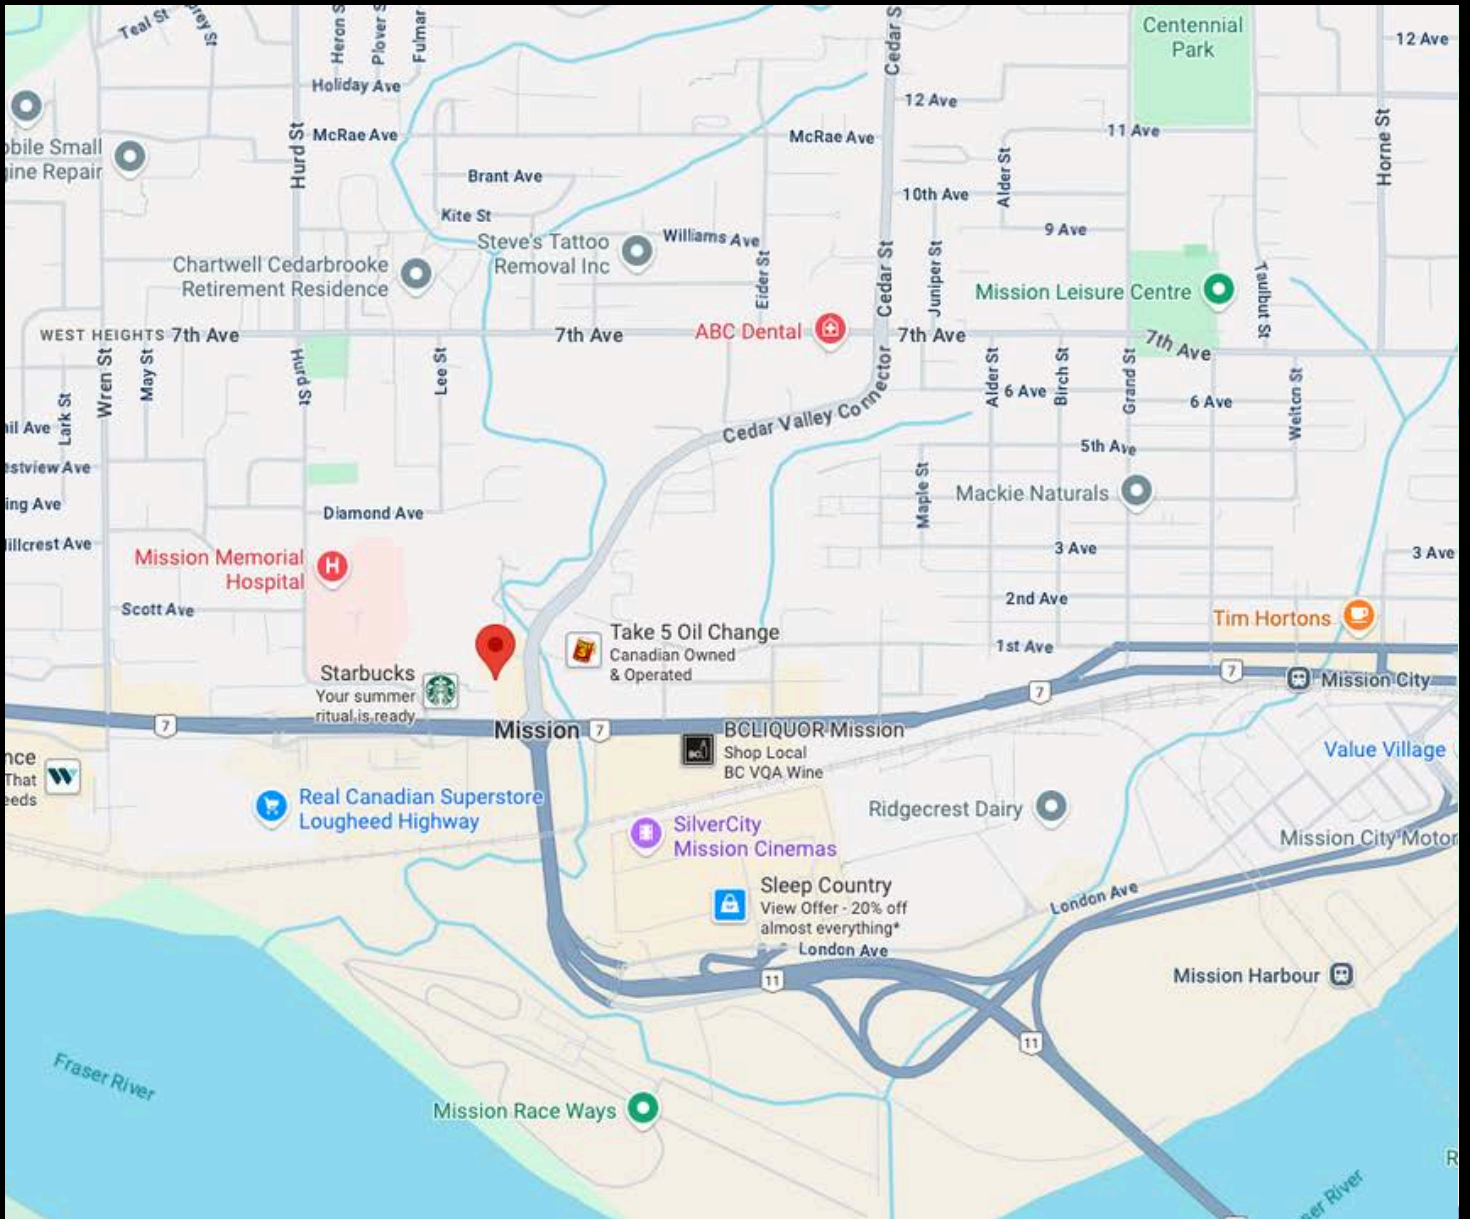 Teal St
Heron S
Plover S
Fulmar
Cedar S
Centennial
Park
12 Ave
Holiday Ave
12 Ave
McRae Ave
McRae Ave
11 Ave
Hurd St
Horne St
bile Small
ine Repair
Brant Ave
Alder St
10th Ave
Kite St
9 Ave
Steve's Tattoo
Removal Inc
Williams Ave
Chartwell Cedarbrooke
Retirement Residence
Eider St
Cedar St
Juniper St
Mission Leisure Centre
Taulbut St
WEST HEIGHTS
7th Ave
7th Ave
ABC Dental
7th Ave
7th Ave
Wren St
May St
Hurd St
Lee St
Cedar Valley Connector
Alder St
6 Ave
Birch St
Grand St
6 Ave
Welton St
Lark St
ail Ave
5th Ave
estview Ave
Maple St
Mackie Naturals
ing Ave
Diamond Ave
illcrest Ave
Mission Memorial
Hospital
H
3 Ave
3 Ave
Scott Ave
2nd Ave
Tim Hortons
Take 5 Oil Change
Canadian Owned
& Operated
1st Ave
Starbucks
Your summer
ritual is ready
7
7
Mission City
7
Mission
7
BCLIQUOR Mission
Shop Local
BC VQA Wine
Value Village
nce
That
eeds
Real Canadian Superstore
Lougheed Highway
Ridgecrest Dairy
SilverCity
Mission Cinemas
Mission City Motor
Sleep Country
View Offer - 20% off
almost everything*
London Ave
London Ave
11
Mission Harbour
11
Fraser River
Mission Race Ways
R
ser River